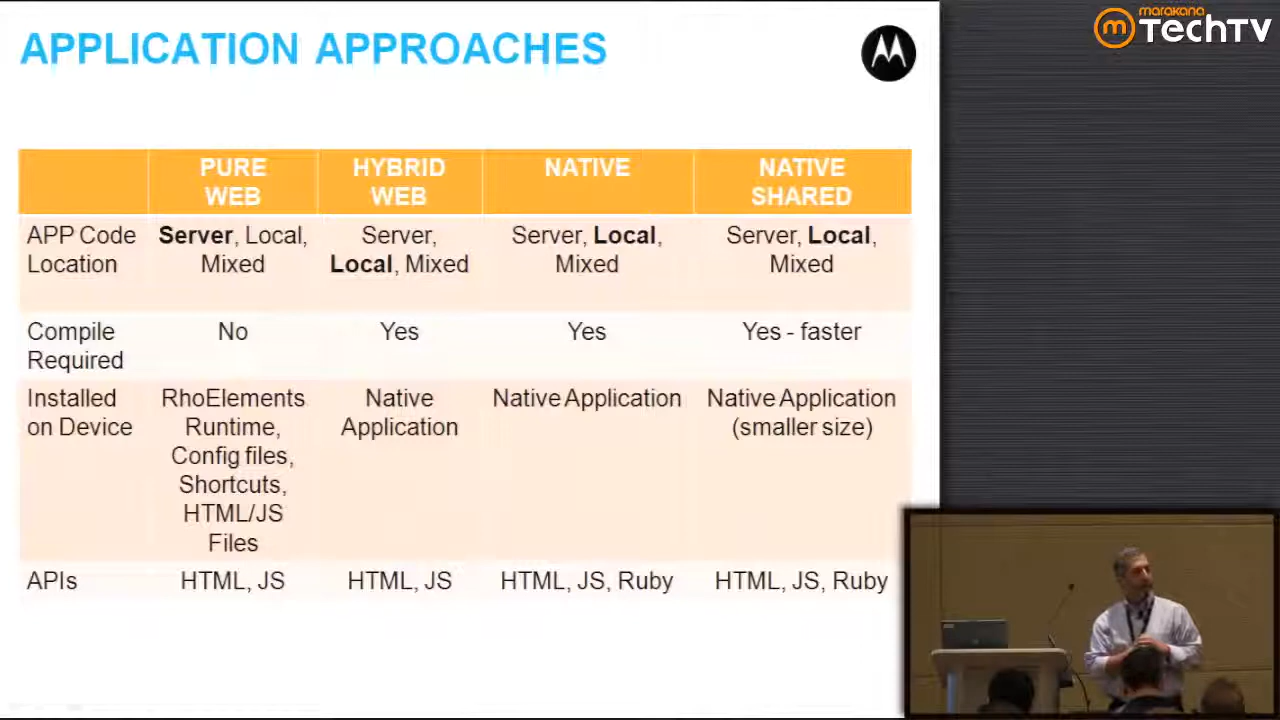 APPLICATION APPROACHES
marakana
TechTV
PURE WEB
HYBRID WEB
NATIVE
NATIVE SHARED
APP Code Location
Server, Local, Mixed
Server, Local, Mixed
Server, Local, Mixed
Server, Local, Mixed
Compile Required
No
Yes
Yes
Yes - faster
Installed on Device
RhoElements Runtime, Config files, Shortcuts, HTML/JS Files
Native Application
Native Application
Native Application (smaller size)
APIs
HTML, JS
HTML, JS
HTML, JS, Ruby
HTML, JS, Ruby